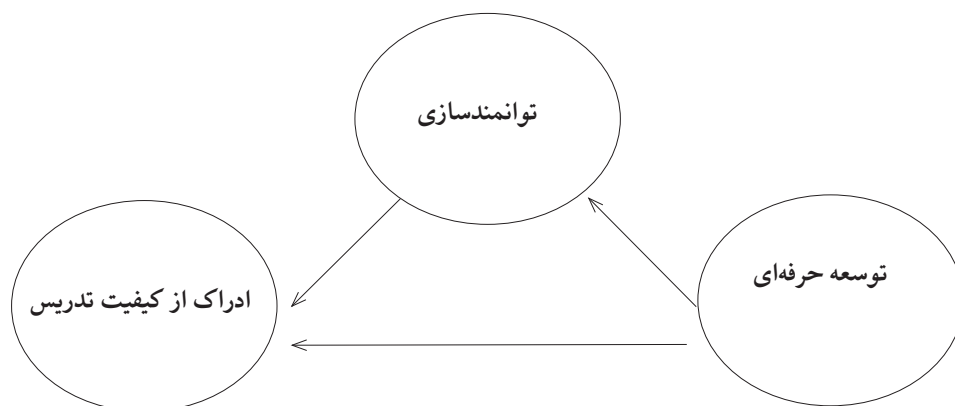 توانمندسازی
توسعه حرفه‌ای
ادراک از کیفیت تدریس